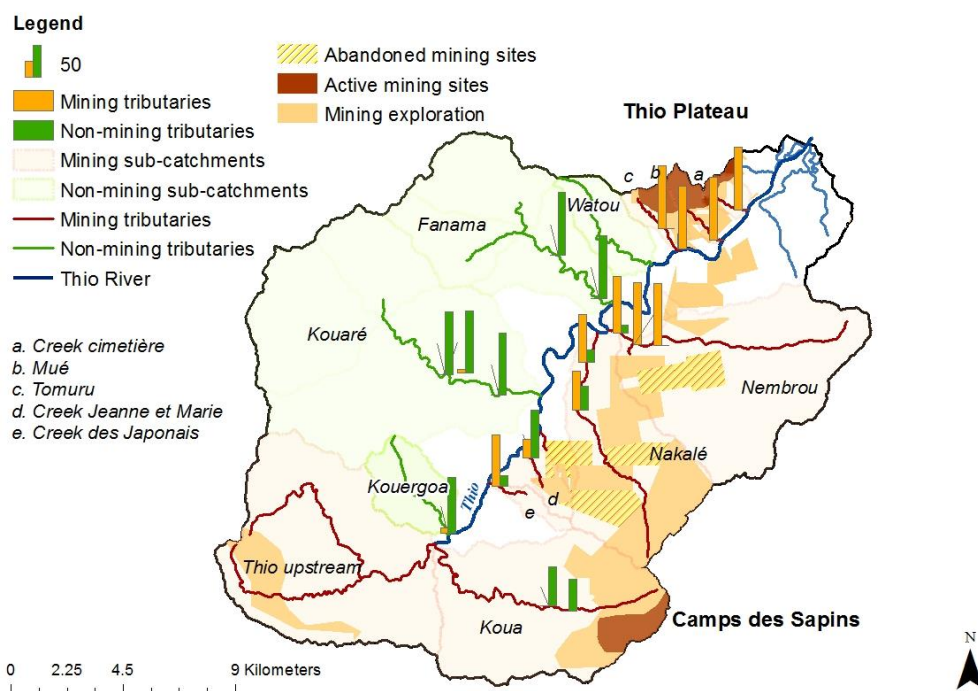 Legend
50
Mining tributaries
Non-mining tributaries
Mining sub-catchments
Non-mining sub-catchments
Mining tributaries
Non-mining tributaries
Thio River
Abandoned mining sites
Active mining sites
Mining exploration
a. Creek cimetière
b. Mué
c. Tomuru
d. Creek Jeanne et Marie
e. Creek des Japonais
Thio Plateau
c
b
a
Watou
Fanama
Kouaré
Nembrou
Nakalé
Kouergoa
Thio
d
e
Thio upstream
Koua
Camps des Sapins
N
0 2.25 4.5 9 Kilometers